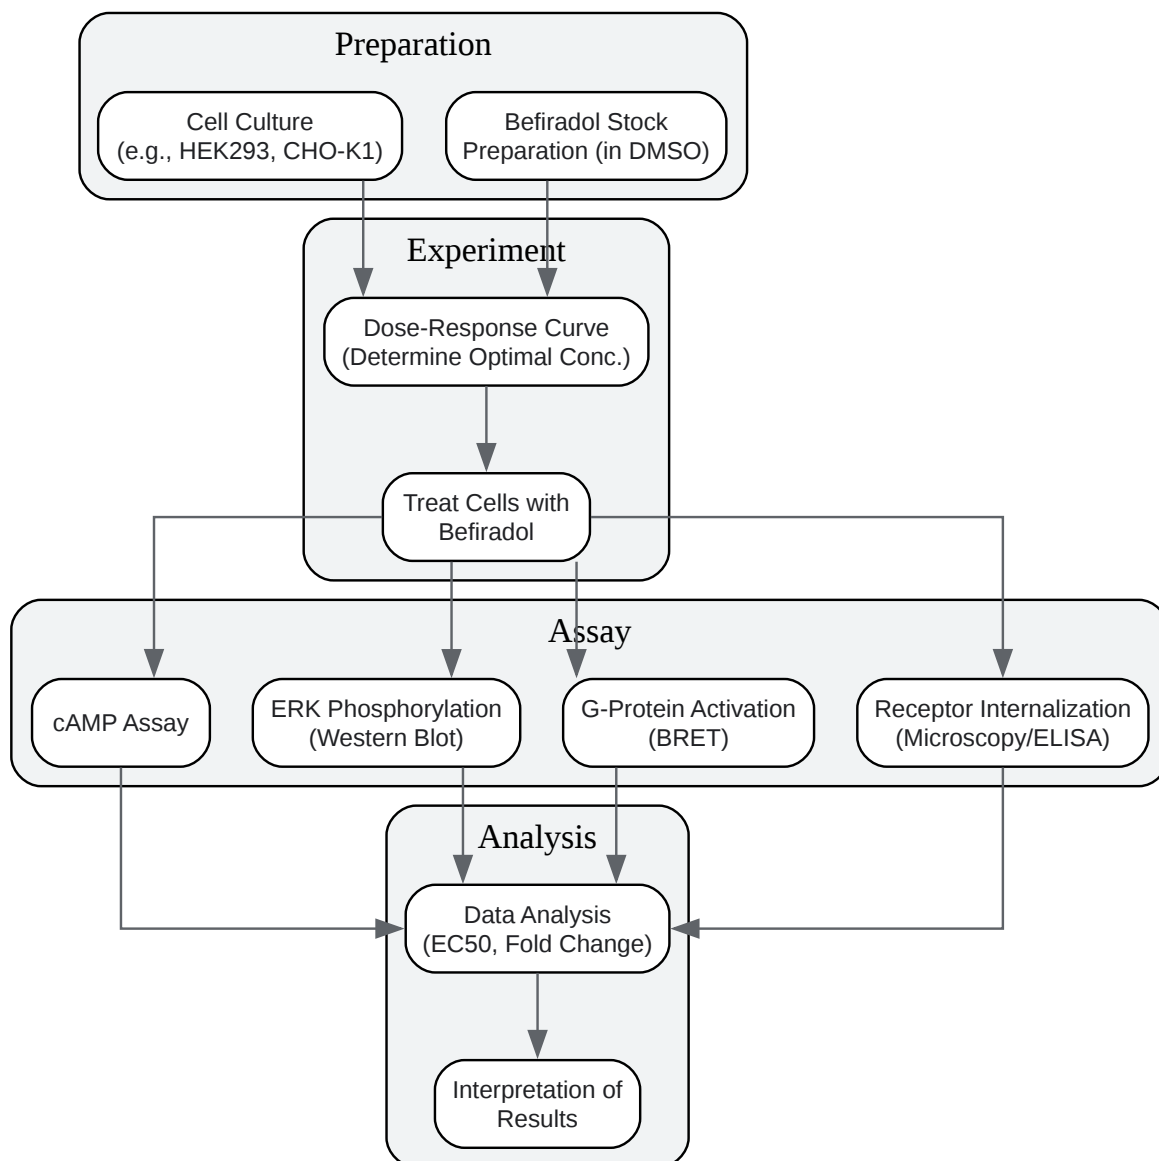 Preparation
Cell Culture
(e.g., HEK293, CHO-K1)
Befiradol Stock
Preparation (in DMSO)
Experiment
Dose-Response Curve
(Determine Optimal Conc.)
Treat Cells with
Befiradol
Assay
cAMP Assay
ERK Phosphorylation
(Western Blot)
G-Protein Activation
(BRET)
Receptor Internalization
(Microscopy/ELISA)
Analysis
Data Analysis
(EC50, Fold Change)
Interpretation of
Results